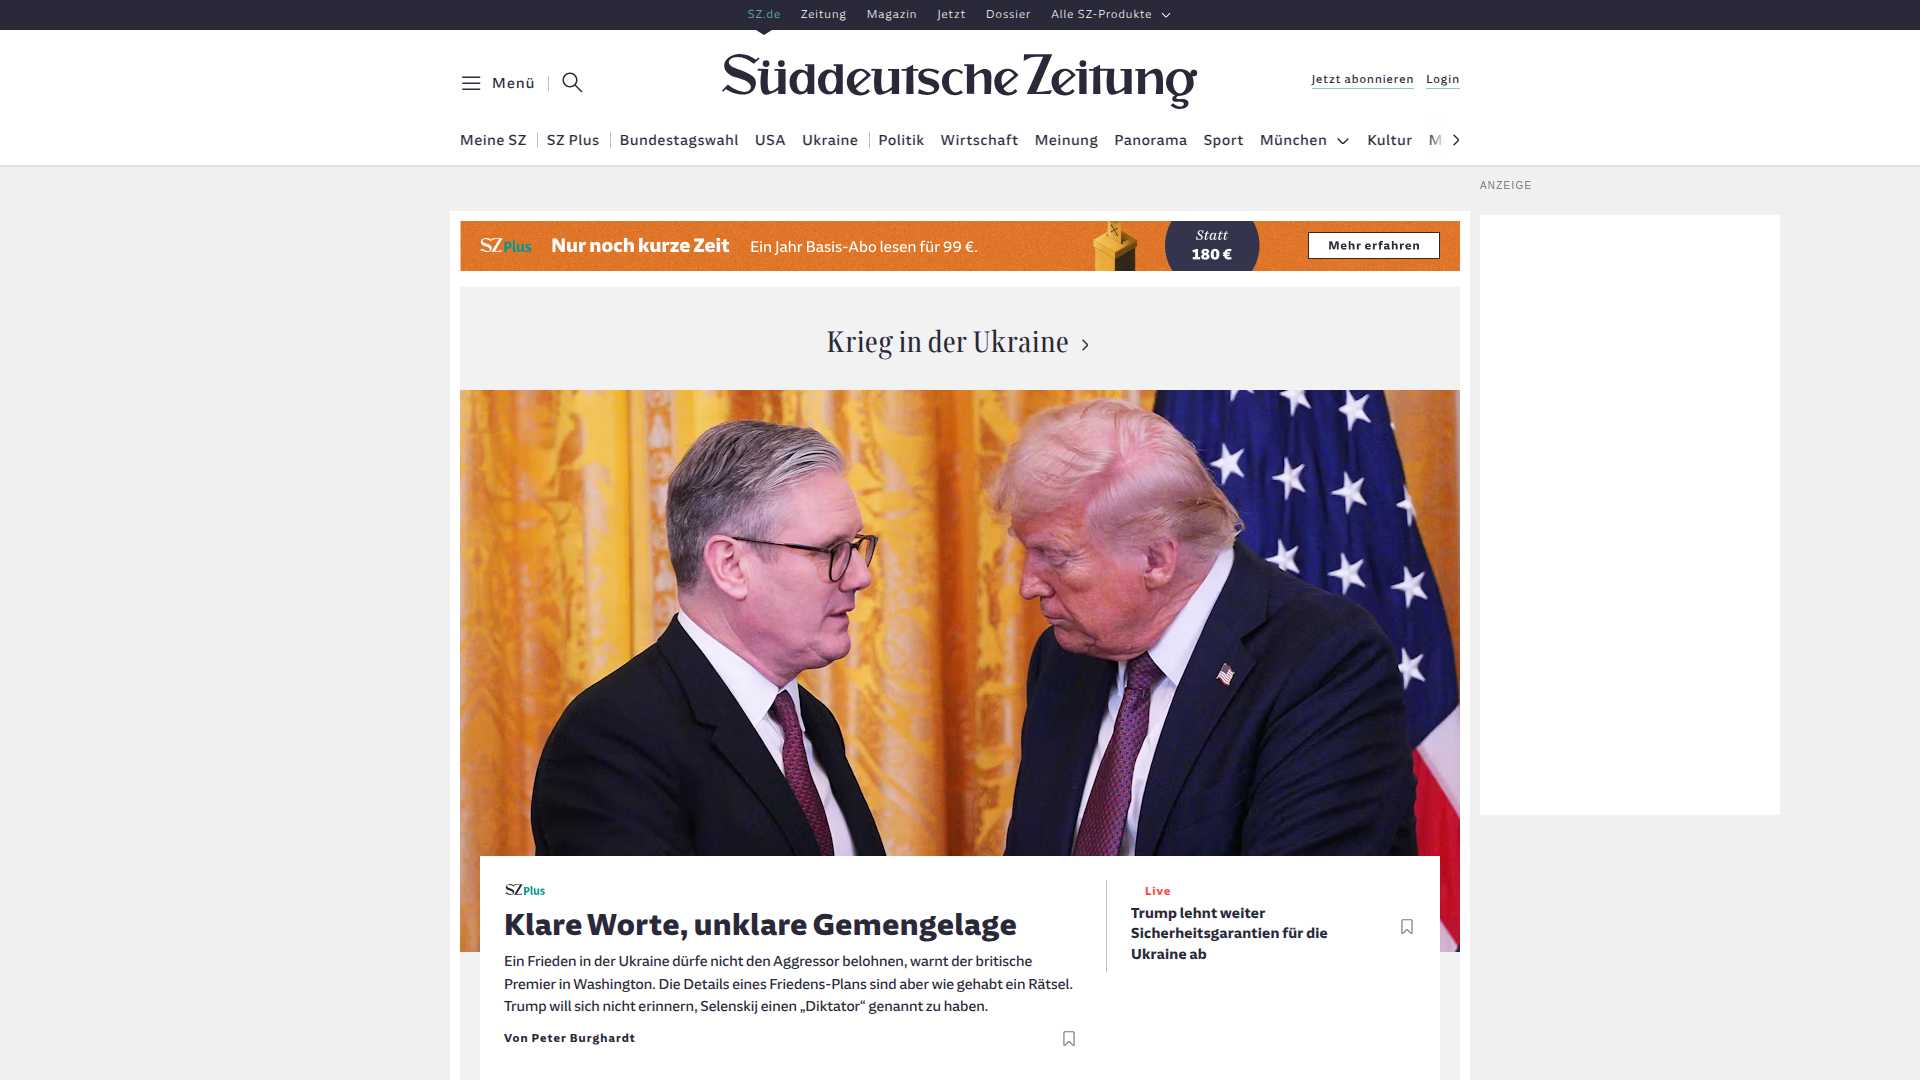 SZ.de Zeitung Magazin Jetzt Dossier Alle SZ-Produkte
Menü
Süddeutsche Zeitung
Jetzt abonnieren Login
Meine SZ SZ Plus Bundestagswahl USA Ukraine Politik Wirtschaft Meinung Panorama Sport München Kultur M
ANZEIGE
SZ Plus Nur noch kurze Zeit Ein Jahr Basis-Abo lesen für 99 €.
Statt
180 €
Mehr erfahren
Krieg in der Ukraine
SZ Plus
Klare Worte, unklare Gemengelage
Ein Frieden in der Ukraine dürfe nicht den Aggressor belohnen, warnt der britische
Premier in Washington. Die Details eines Friedens-Plans sind aber wie gehabt ein Rätsel.
Trump will sich nicht erinnern, Selenskij einen „Diktator“ genannt zu haben.
Von Peter Burghardt
Live
Trump lehnt weiter
Sicherheitsgarantien für die
Ukraine ab